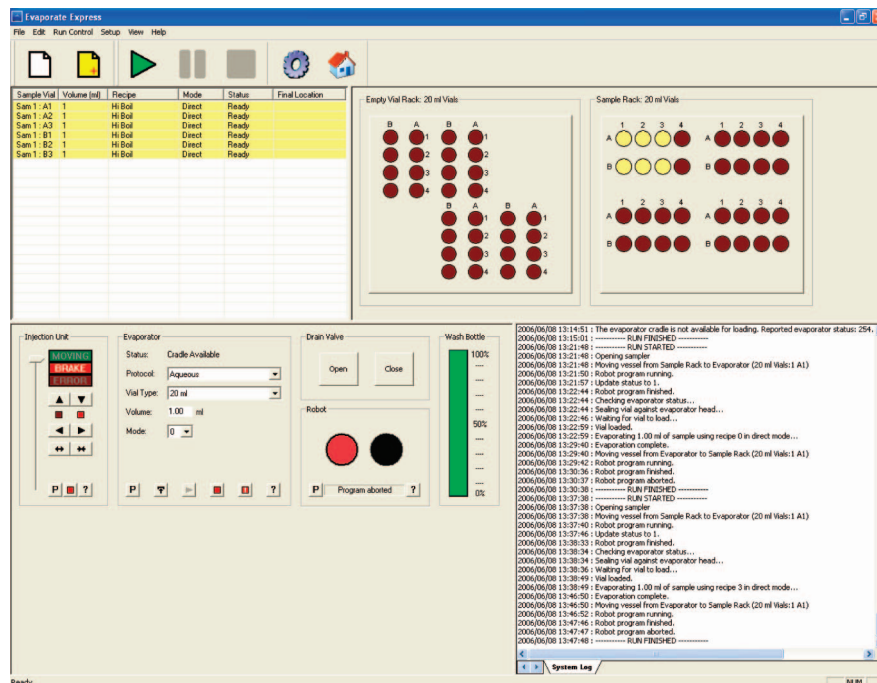 Evaporate Express
File Edit Run Control Setup View Help
Sample Vial Volume (ml) Recipe Mode Status Final Location
Sam 1 : A1 1 Hi Boil Direct Ready
Sam 1 : A2 1 Hi Boil Direct Ready
Sam 1 : A3 1 Hi Boil Direct Ready
Sam 1 : B1 1 Hi Boil Direct Ready
Sam 1 : B2 1 Hi Boil Direct Ready
Sam 1 : B3 1 Hi Boil Direct Ready
Empty Vial Rack: 20 ml Vials
B A B A
1
2
3
4
B A B A
1
2
3
4
Sample Rack: 20 ml Vials
1 2 3 4 1 2 3 4
A A
B B
1 2 3 4 1 2 3 4
A A
B B
Injection Unit
MOVING
BRAKE
ERROR
P ?
Evaporator
Status: Cradle Available
Protocol: Aqueous
Vial Type: 20 ml
Volume: 1.00 ml
Mode: 0
P ?
Drain Valve
Open Close
Robot
P Program aborted ?
Wash Bottle
100%
50%
0%
2006/06/08 13:14:51 : The evaporator cradle is not available for loading. Reported evaporator status: 254.
2006/06/08 13:15:01 : ---------- RUN FINISHED ----------
2006/06/08 13:21:48 : ---------- RUN STARTED ----------
2006/06/08 13:21:48 : Opening sampler
2006/06/08 13:21:48 : Moving vessel from Sample Rack to Evaporator (20 ml Vials:1 A1)
2006/06/08 13:21:50 : Robot program running.
2006/06/08 13:21:57 : Update status to 1.
2006/06/08 13:22:44 : Robot program finished.
2006/06/08 13:22:44 : Checking evaporator status...
2006/06/08 13:22:44 : Sealing vial against evaporator head...
2006/06/08 13:22:46 : Waiting for vial to load...
2006/06/08 13:22:59 : Vial loaded.
2006/06/08 13:22:59 : Evaporating 1.00 ml of sample using recipe 0 in direct mode...
2006/06/08 13:29:40 : Evaporation complete.
2006/06/08 13:29:40 : Moving vessel from Evaporator to Sample Rack (20 ml Vials:1 A1)
2006/06/08 13:29:42 : Robot program running.
2006/06/08 13:30:36 : Robot program finished.
2006/06/08 13:30:37 : Robot program aborted.
2006/06/08 13:30:38 : ---------- RUN FINISHED ----------
2006/06/08 13:37:38 : ---------- RUN STARTED ----------
2006/06/08 13:37:38 : Opening sampler
2006/06/08 13:37:38 : Moving vessel from Sample Rack to Evaporator (20 ml Vials:1 A1)
2006/06/08 13:37:40 : Robot program running.
2006/06/08 13:37:46 : Update status to 1.
2006/06/08 13:38:33 : Robot program finished.
2006/06/08 13:38:34 : Checking evaporator status...
2006/06/08 13:38:34 : Sealing vial against evaporator head...
2006/06/08 13:38:36 : Waiting for vial to load...
2006/06/08 13:38:49 : Vial loaded.
2006/06/08 13:38:49 : Evaporating 1.00 ml of sample using recipe 3 in direct mode...
2006/06/08 13:46:50 : Evaporation complete.
2006/06/08 13:46:50 : Moving vessel from Evaporator to Sample Rack (20 ml Vials:1 A1)
2006/06/08 13:46:52 : Robot program running.
2006/06/08 13:47:46 : Robot program finished.
2006/06/08 13:47:47 : Robot program aborted.
2006/06/08 13:47:48 : ---------- RUN FINISHED ----------
System Log
Ready NUM